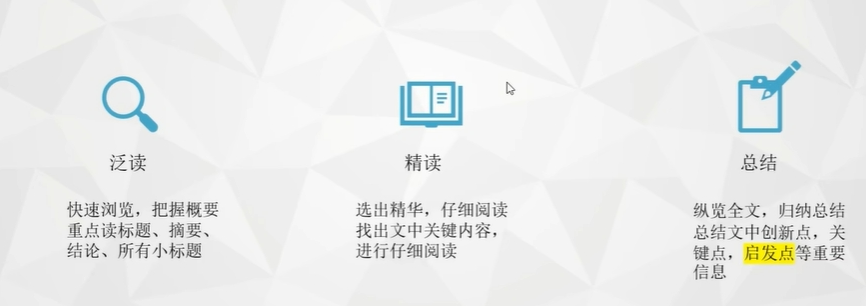 泛读
快速浏览，把握概要
重点读标题、摘要、
结论、所有小标题
精读
选出精华，仔细阅读
找出文中关键内容，
进行仔细阅读
总结
纵览全文，归纳总结
总结文中创新点，关
键点，启发点等重要
信息